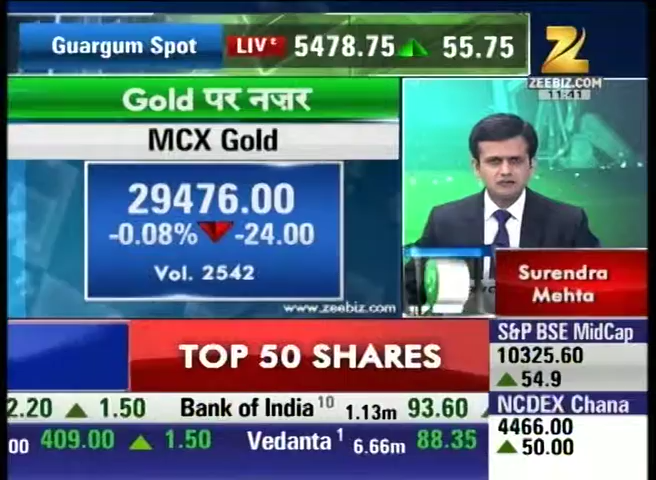 Guargum Spot LIVE 5478.75 55.75
ZEEBIZ.COM
11:41
Gold पर नज़र
MCX Gold
29476.00
-0.08% -24.00
Vol. 2542
www.zeebiz.com
Surendra
Mehta
TOP 50 SHARES
S&P BSE MidCap
10325.60
54.9
2.20 1.50 Bank of India 10 1.13m 93.60
NCDEX Chana
4466.00
50.00
00 409.00 1.50 Vedanta 1 6.66m 88.35